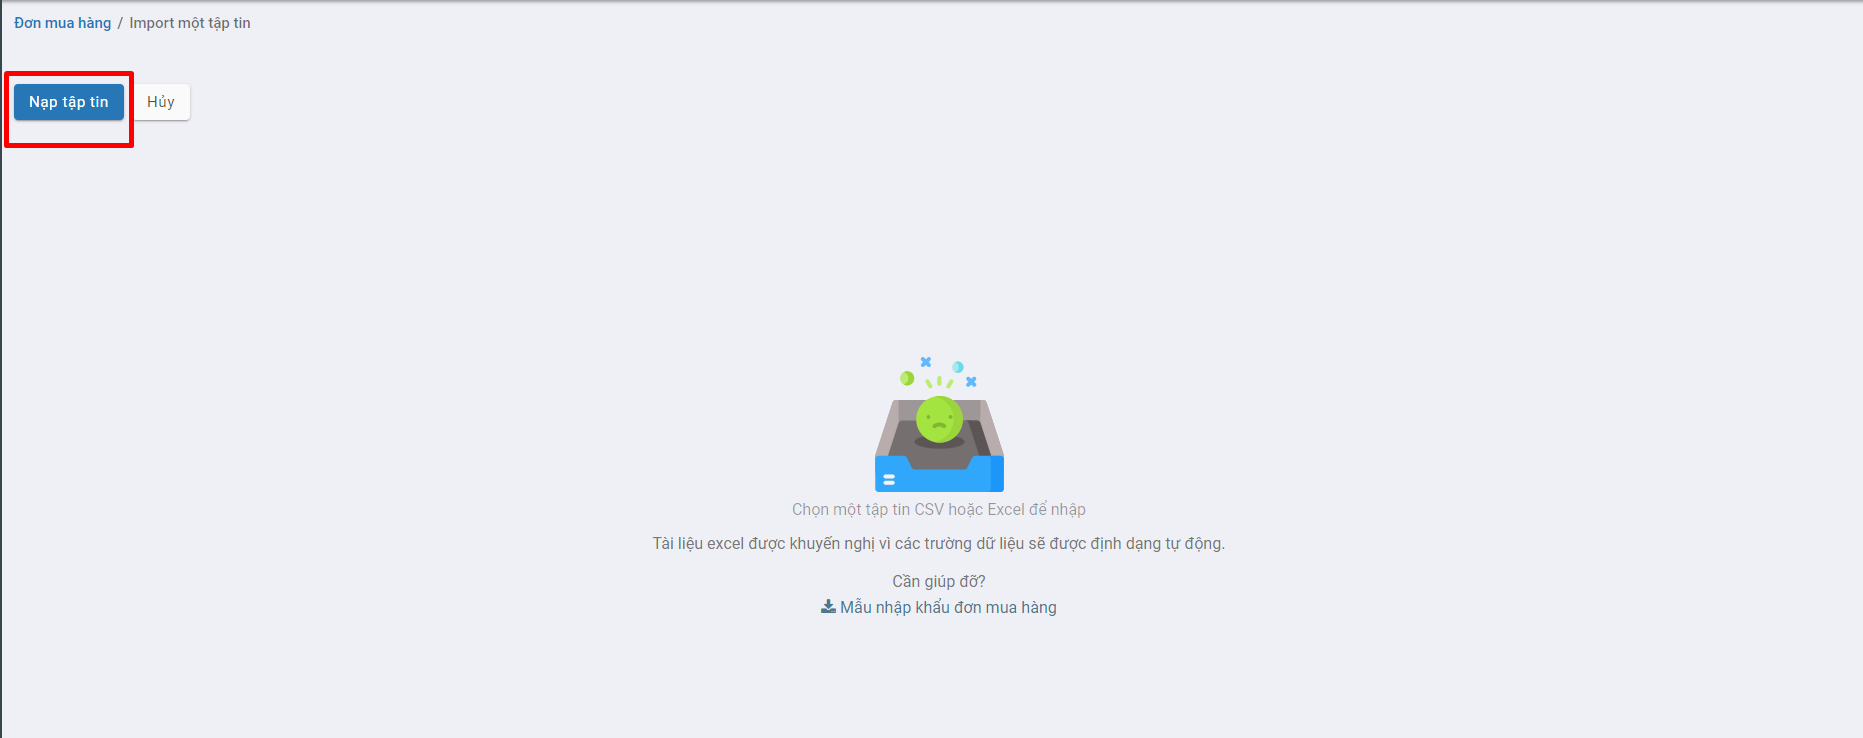 Đơn mua hàng / Import một tập tin
Nạp tập tin Hủy
Chọn một tập tin CSV hoặc Excel để nhập
Tài liệu excel được khuyến nghị vì các trường dữ liệu sẽ được định dạng tự động.
Cần giúp đỡ?
Mẫu nhập khẩu đơn mua hàng